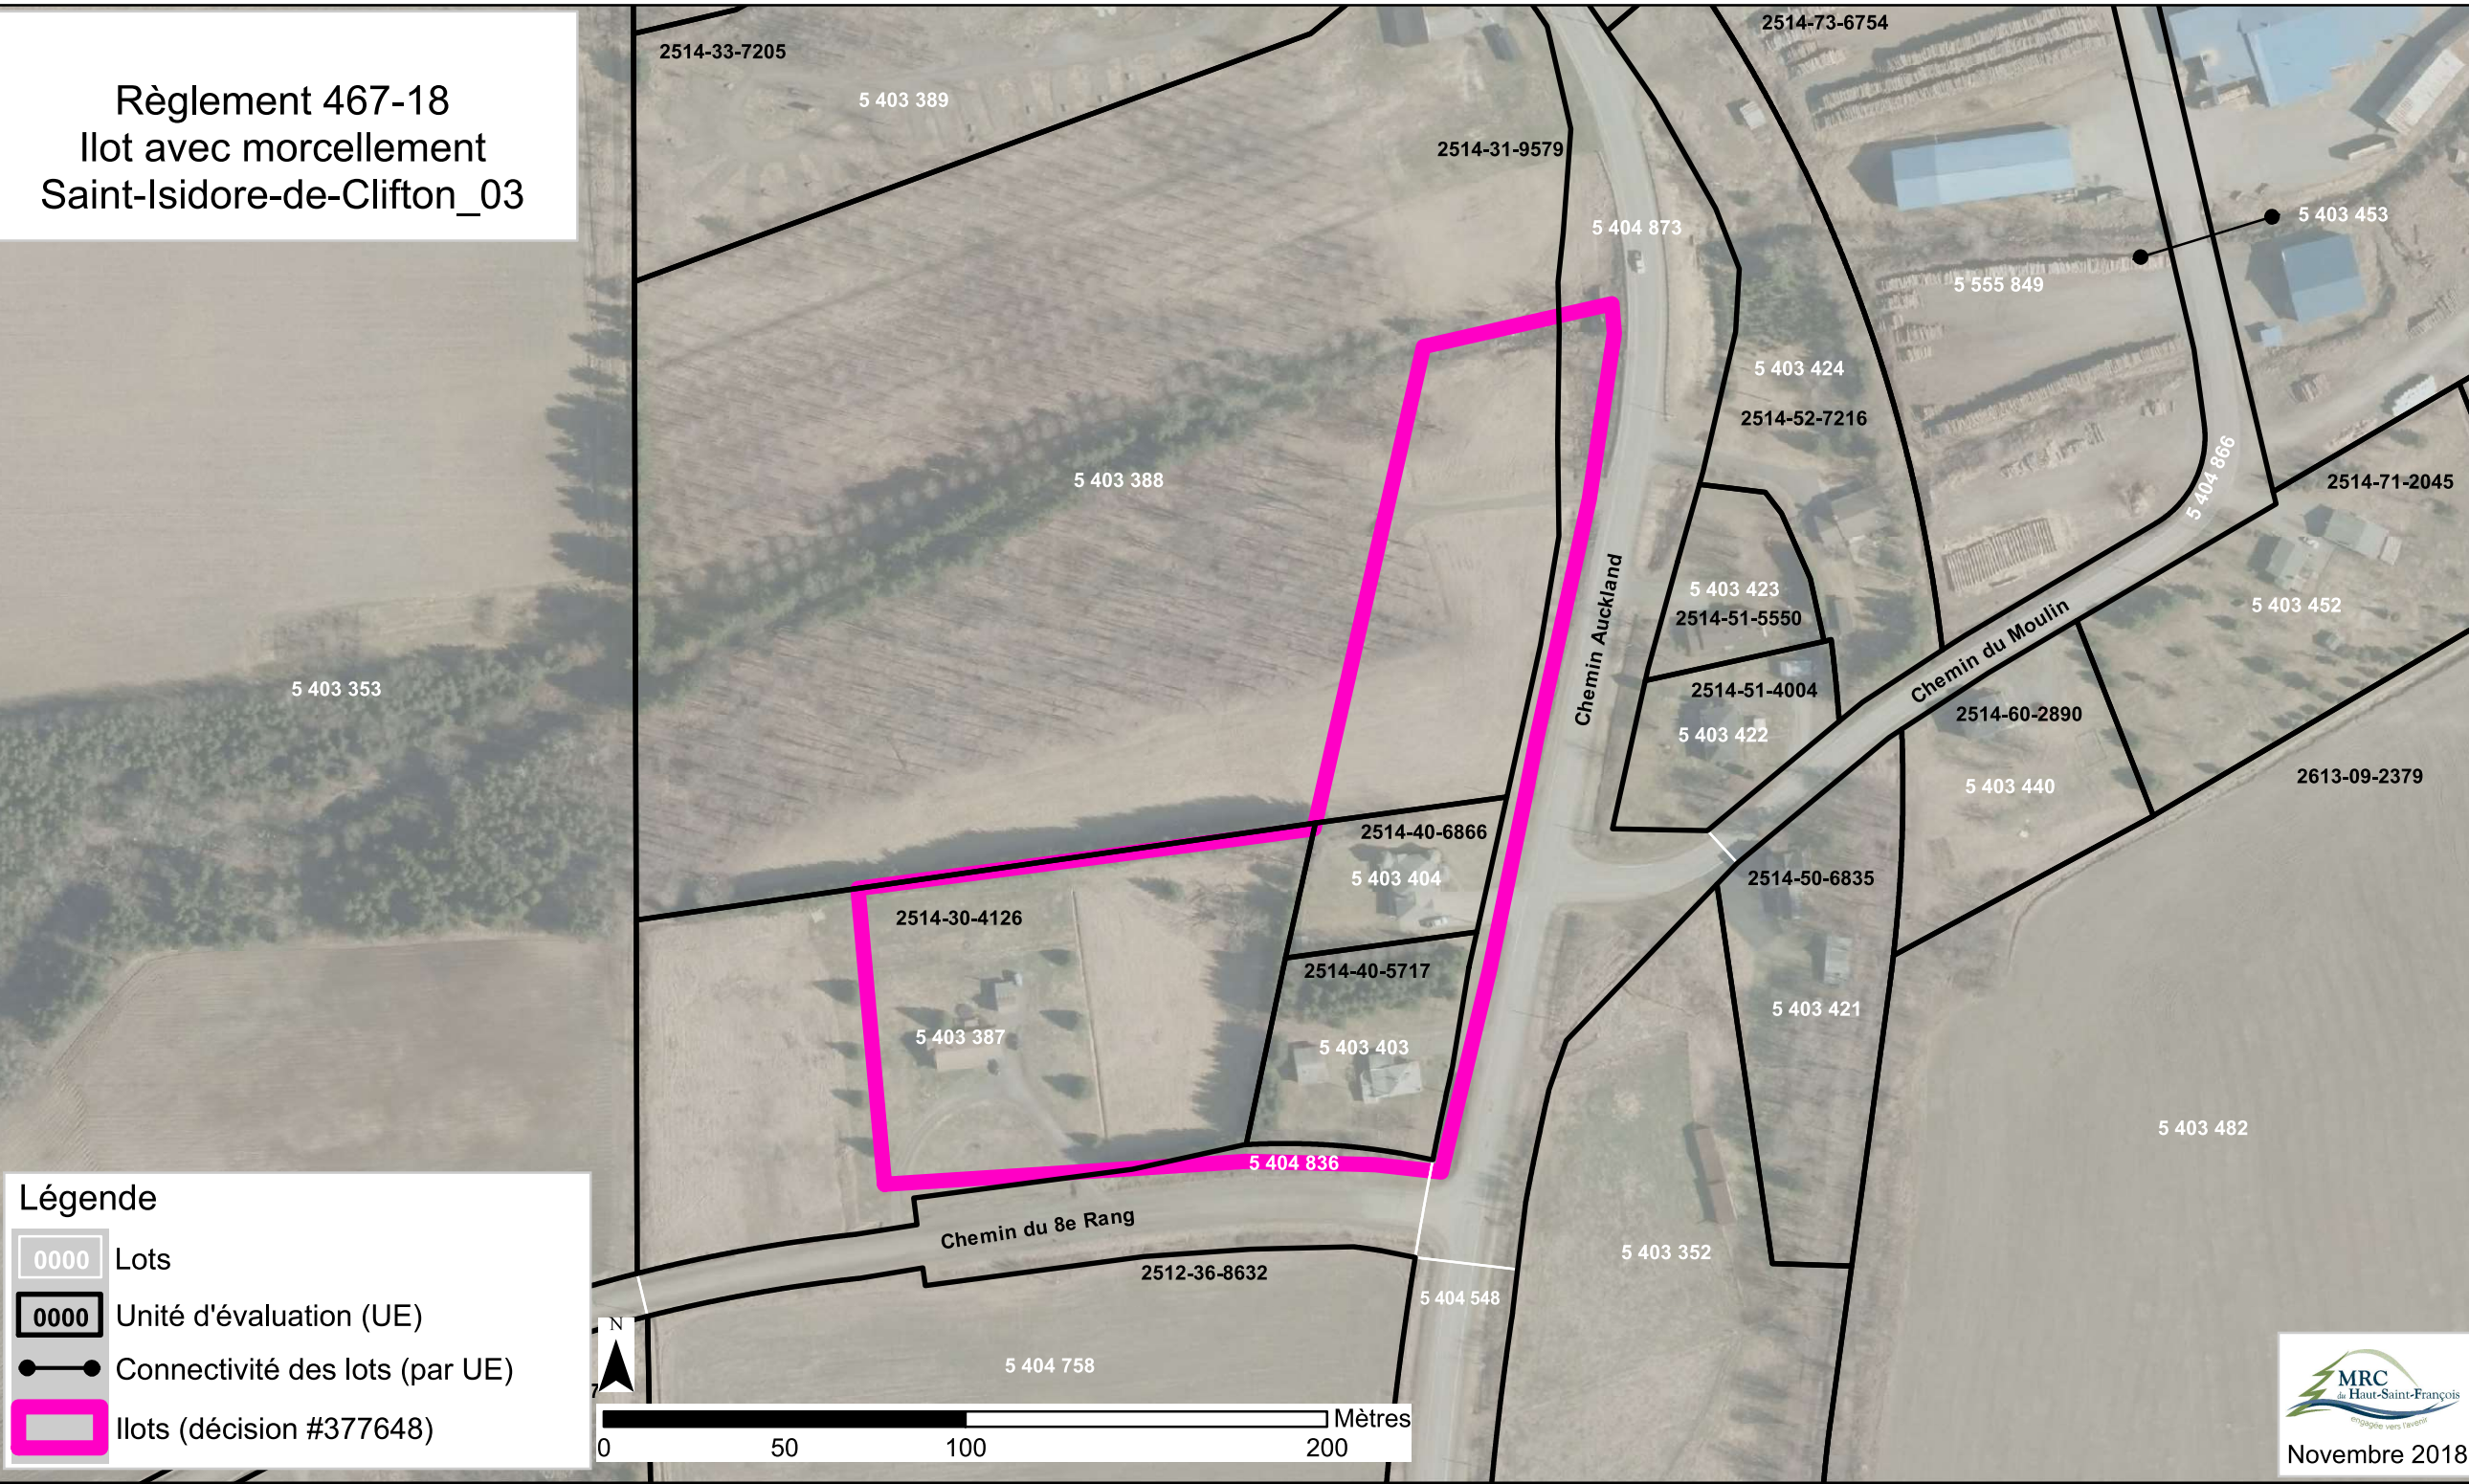 Règlement 467-18
Ilot avec morcellement
Saint-Isidore-de-Clifton_03
2514-33-7205
5 403 389
2514-31-9579
2514-73-6754
5 404 873
5 403 453
5 555 849
5 403 424
2514-52-7216
5 404 866
2514-71-2045
5 403 388
Chemin Auckland
5 403 423
2514-51-5550
5 403 452
Chemin du Moulin
5 403 353
2514-51-4004
5 403 422
2514-60-2890
5 403 440
2613-09-2379
2514-40-6866
5 403 404
2514-50-6835
2514-30-4126
2514-40-5717
5 403 421
5 403 387
5 403 403
5 403 482
5 404 836
Chemin du 8e Rang
2512-36-8632
5 403 352
5 404 548
5 404 758
Légende
0000 Lots
0000 Unité d'évaluation (UE)
Connectivité des lots (par UE)
Ilots (décision #377648)
7
N
Mètres
0 50 100 200
MRC
du Haut-Saint-François
engagée vers l'avenir
Novembre 2018